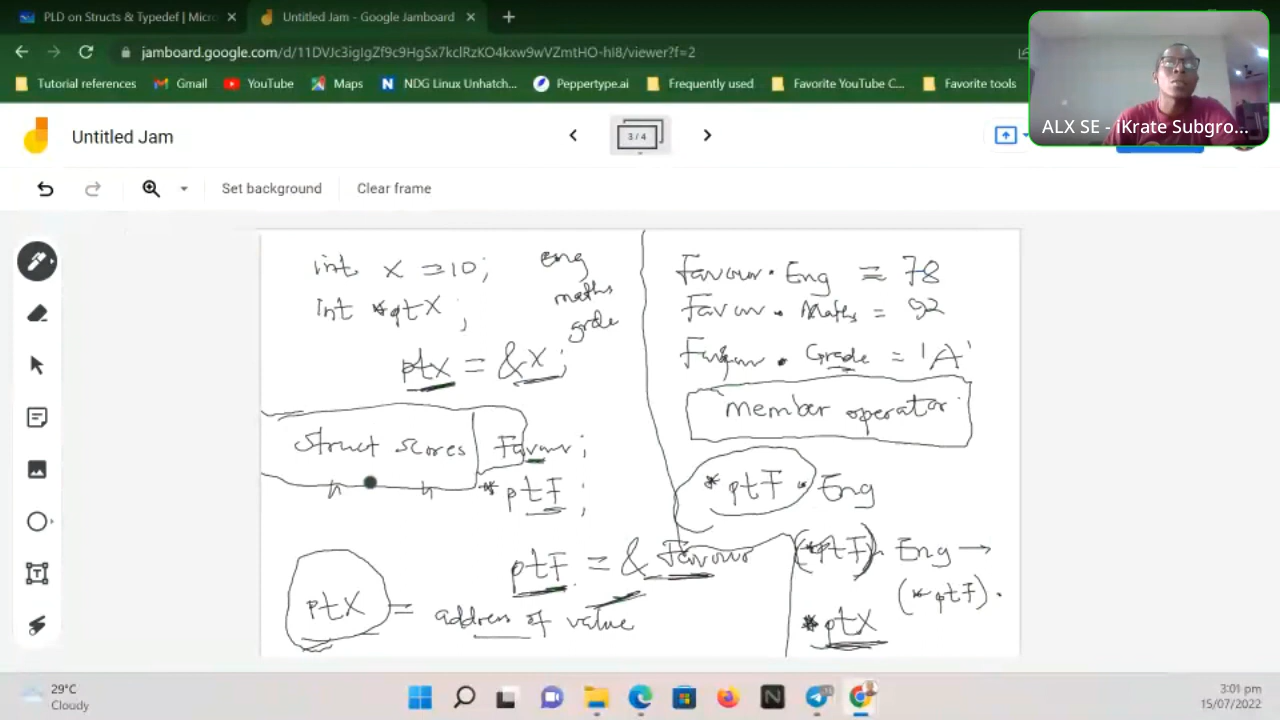 PLD on Structs & Typedef | Micr
Untitled Jam - Google Jamboard
jamboard.google.com/d/11DVJc3igIgZf9c9HgSx7kclRzKO4kxw9wVZmtHO-hI8/viewer?f=2
Tutorial references
Gmail
YouTube
Maps
NDG Linux Unhatch...
Peppertype.ai
Frequently used
Favorite YouTube C...
Favorite tools
ALX SE - iKrate Subgro...
Untitled Jam
3 / 4
Set background
Clear frame
int x = 10;
int *ptX ;
eng
maths
grde
ptX = &X;
struct scores Favour ;
* ptF ;
ptF = & Favour
ptX = address of value
Favour . Eng = 78
Favour . Maths = 92
Favour . Grade = 'A'
member operator
*ptF . Eng
(*ptF) . Eng →
(*ptF) .
*ptX
29°C
Cloudy
3:01 pm
15/07/2022